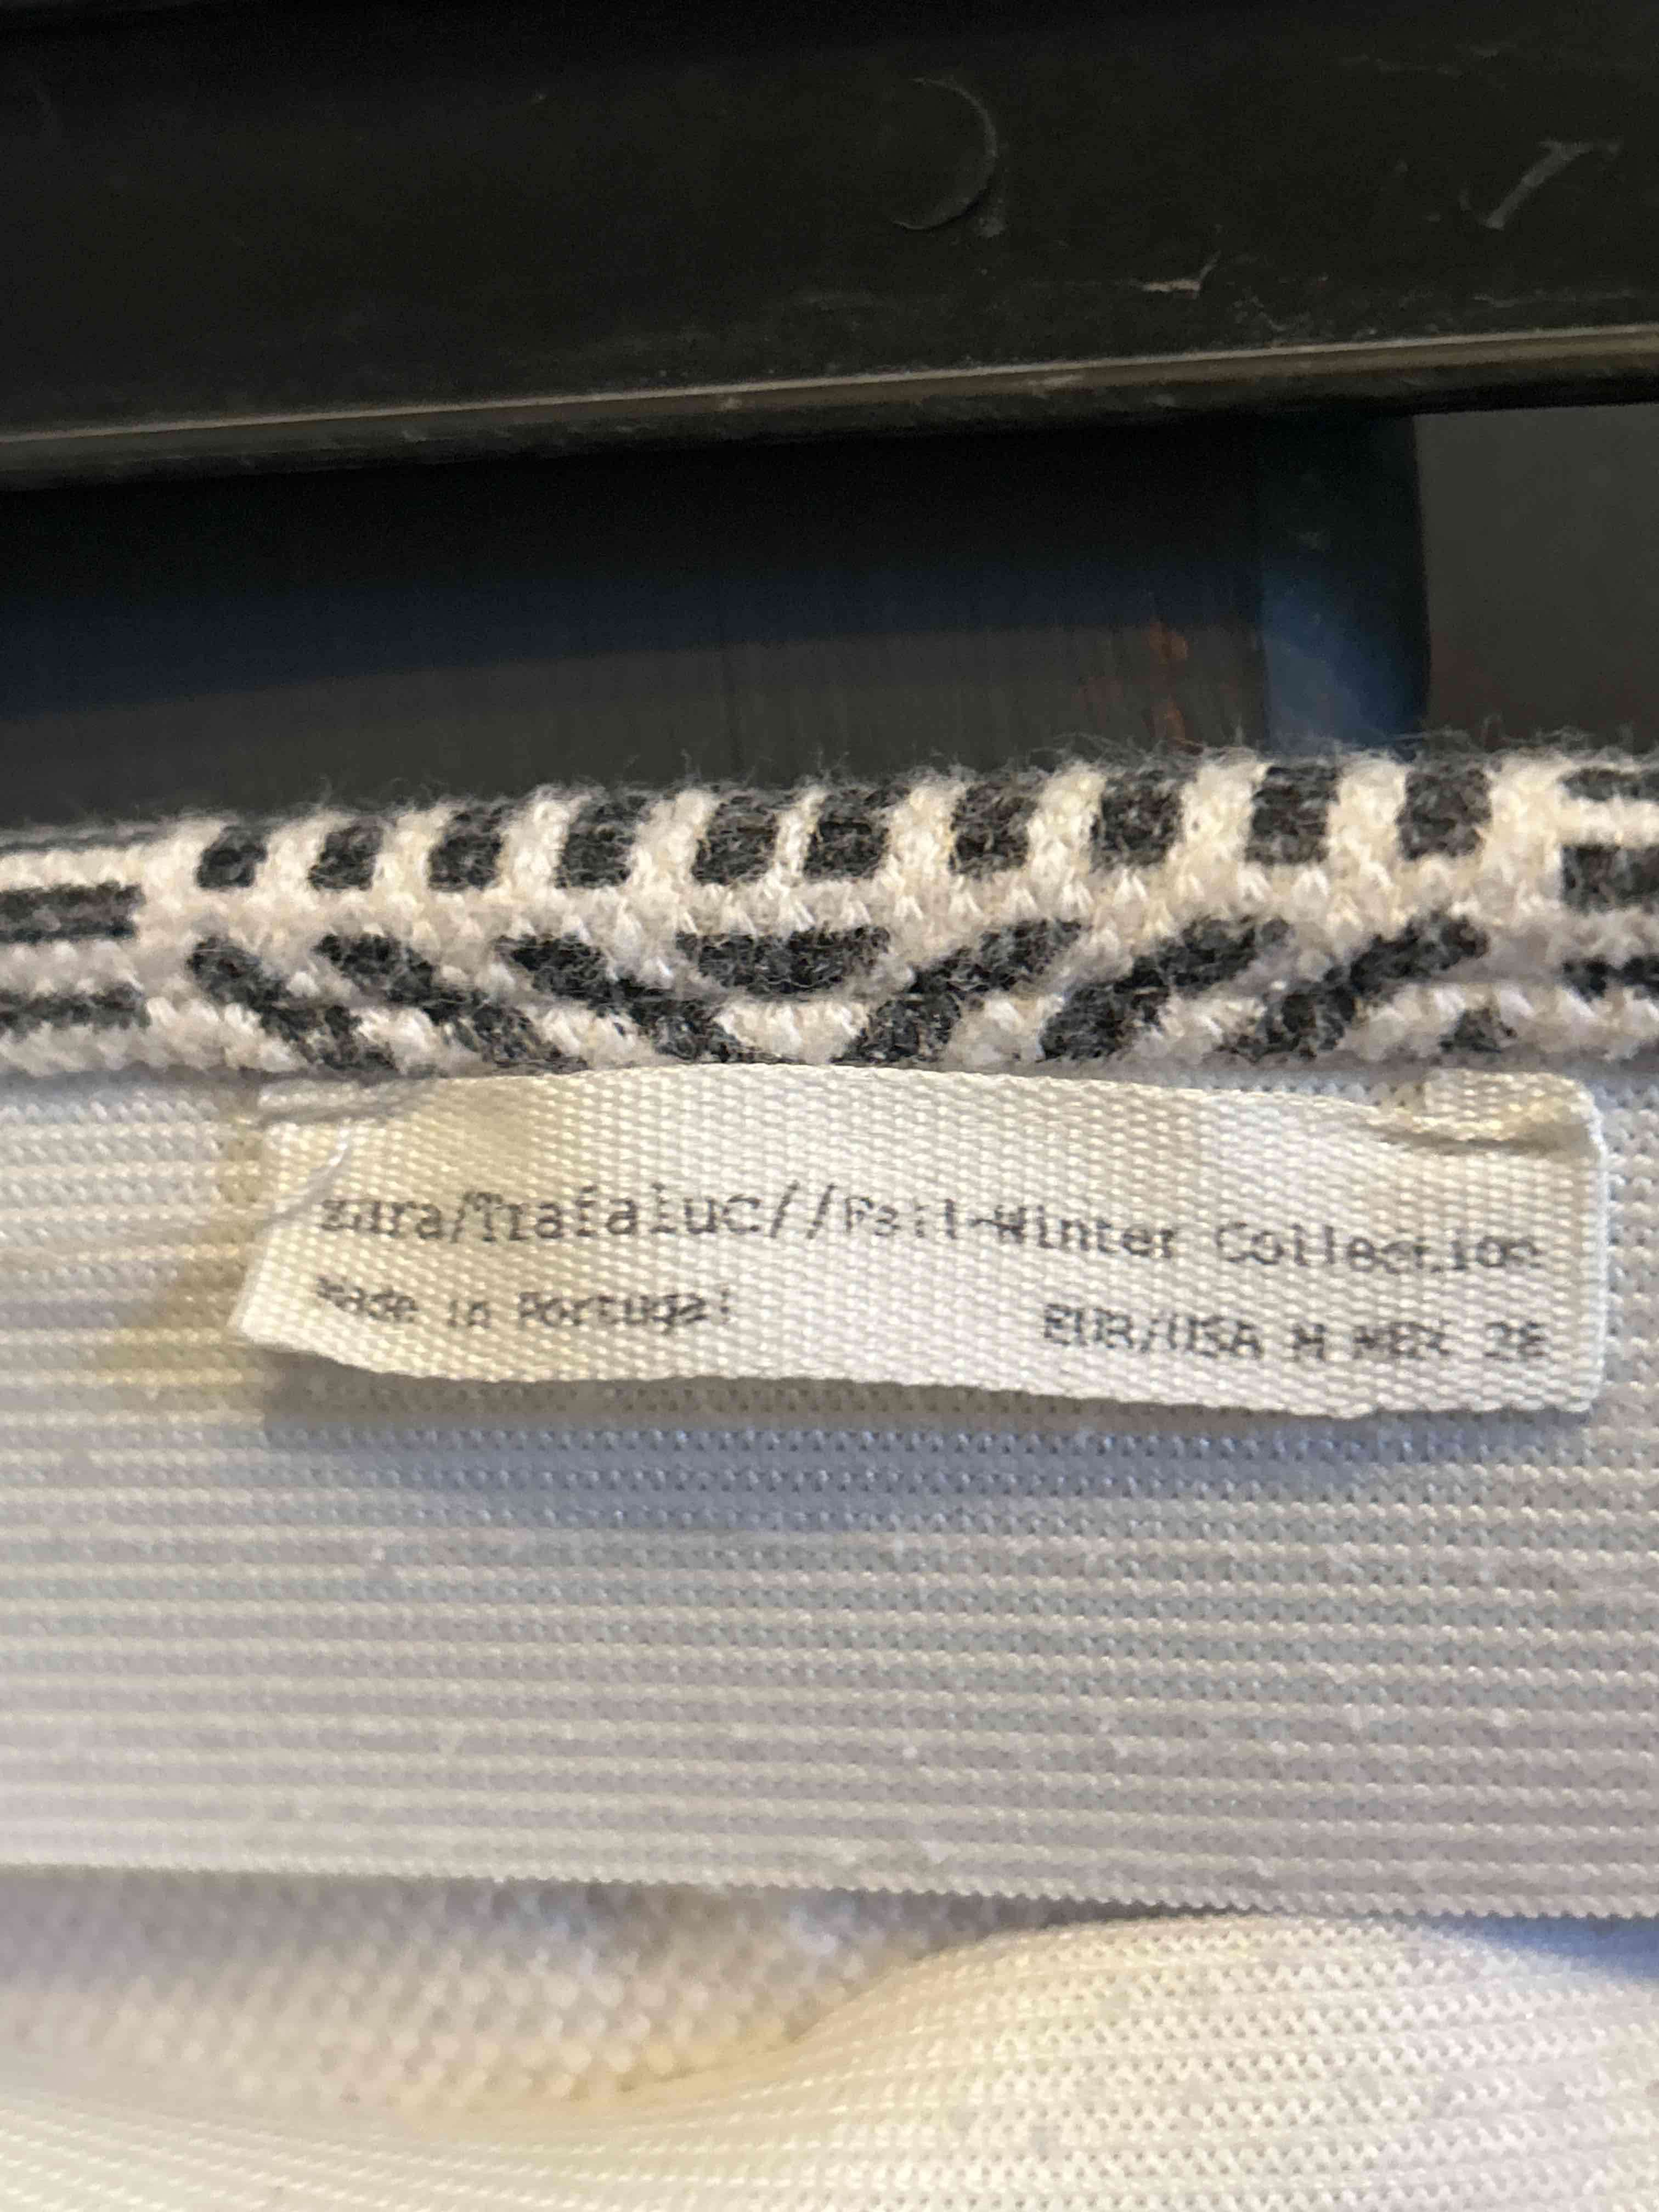 zara/Trafaluc//Fall-Winter Collection
Made in Portugal
EUR/USA M MEX 28